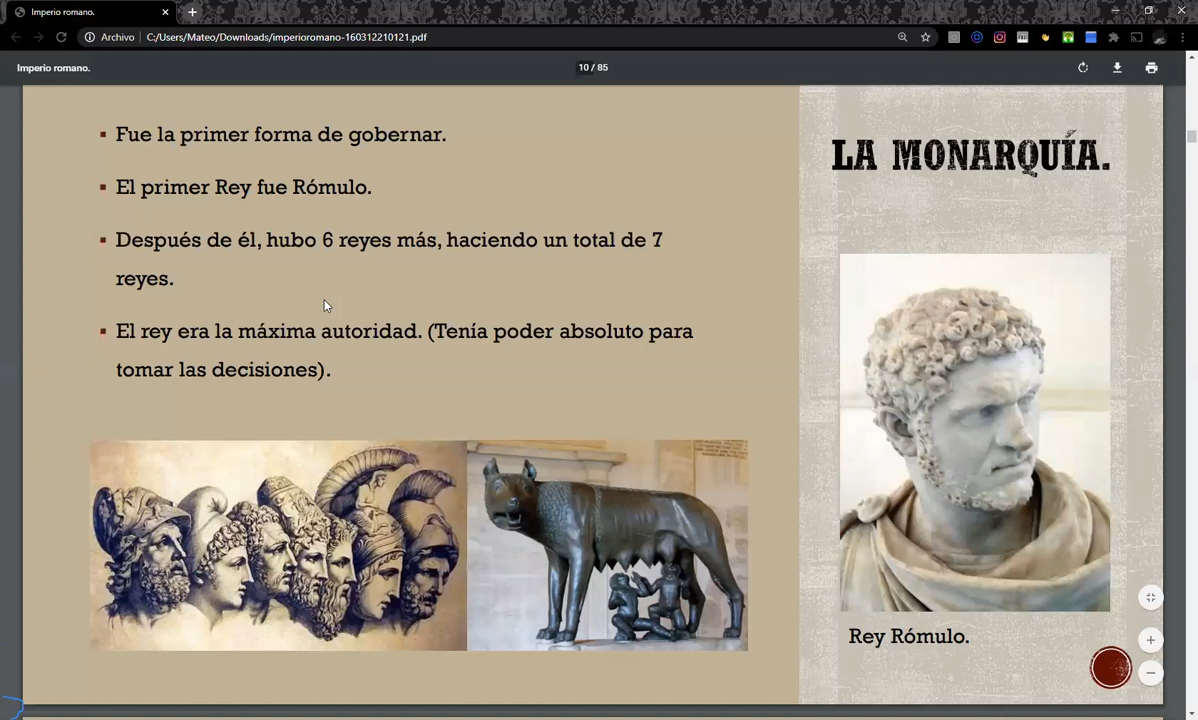 Imperio romano.
Archivo
C:/Users/Mateo/Downloads/imperioromano-160312210121.pdf
Imperio romano.
10 / 85
Fue la primer forma de gobernar.
El primer Rey fue Rómulo.
Después de él, hubo 6 reyes más, haciendo un total de 7
reyes.
El rey era la máxima autoridad. (Tenía poder absoluto para
tomar las decisiones).
LA MONARQUÍA.
Rey Rómulo.